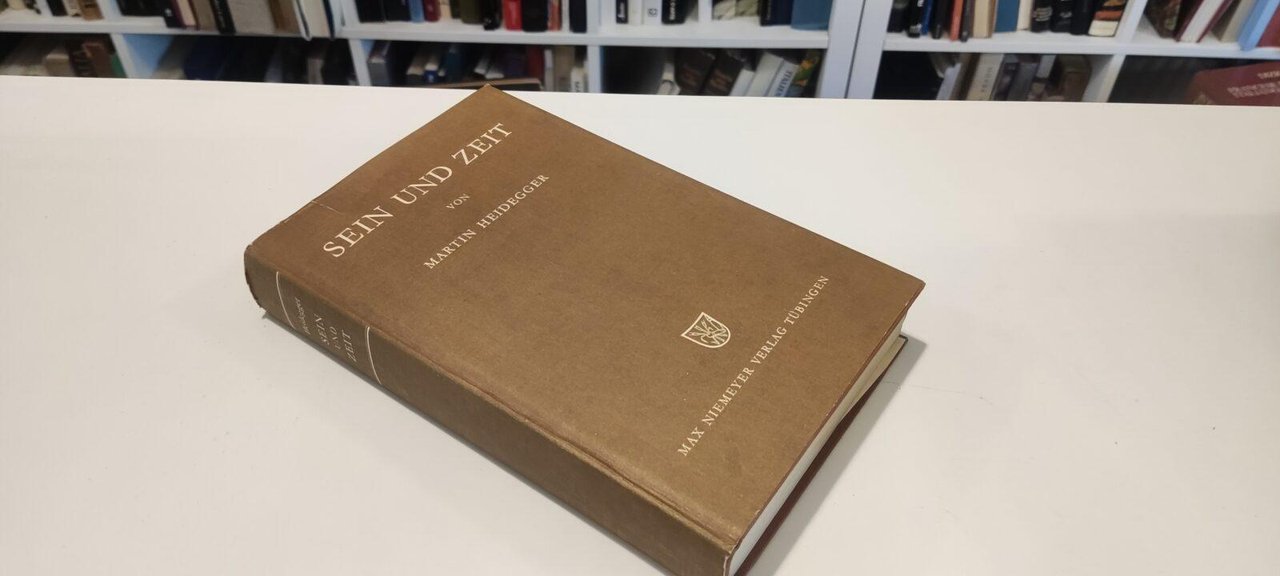 SEIN UND ZEIT
VON
MARTIN HEIDEGGER
MAX NIEMEYER VERLAG TÜBINGEN
Heidegger
SEIN
UND
ZEIT